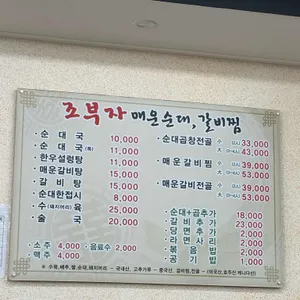 조부자 매운순대, 갈비찜
· 순대국 10,000
· 순대국(특) 11,000
· 한우설렁탕 11,000
· 매운갈비탕 15,000
· 갈비탕 15,000
· 순대한접시 8,000
· 수육(돼지머리) 25,000
· 술국 20,000
소주 4,000 · 음료수 2,000
맥주 4,000
· 순대곱창전골 33,000
43,000
· 매운갈비찜 39,000
53,000
· 매운갈비전골 39,000
53,000
· 순대+곱추가 18,000
· 갈비추가 23,000
· 당면추가 2,000
· 라면사리 2,000
· 볶음밥 2,000
· 공기밥 1,000